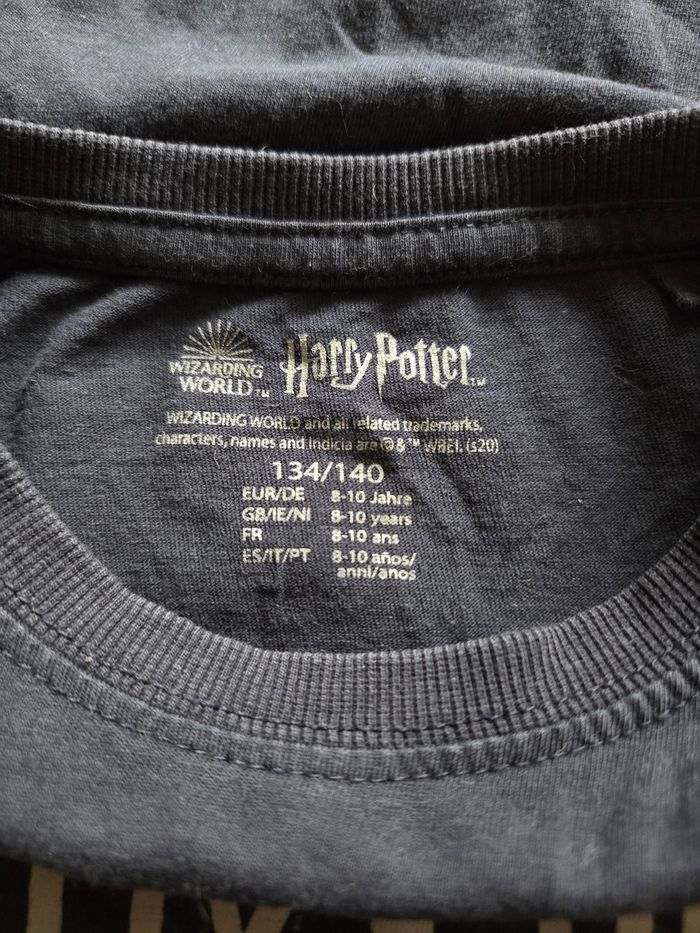 WIZARDING
WORLD™
Harry Potter™
WIZARDING WORLD and all related trademarks,
characters, names and indicia are © & ™ WBEI. (s20)
134/140
EUR/DE 8-10 Jahre
GB/IE/NI 8-10 years
FR 8-10 ans
ES/IT/PT 8-10 años/
anni/anos